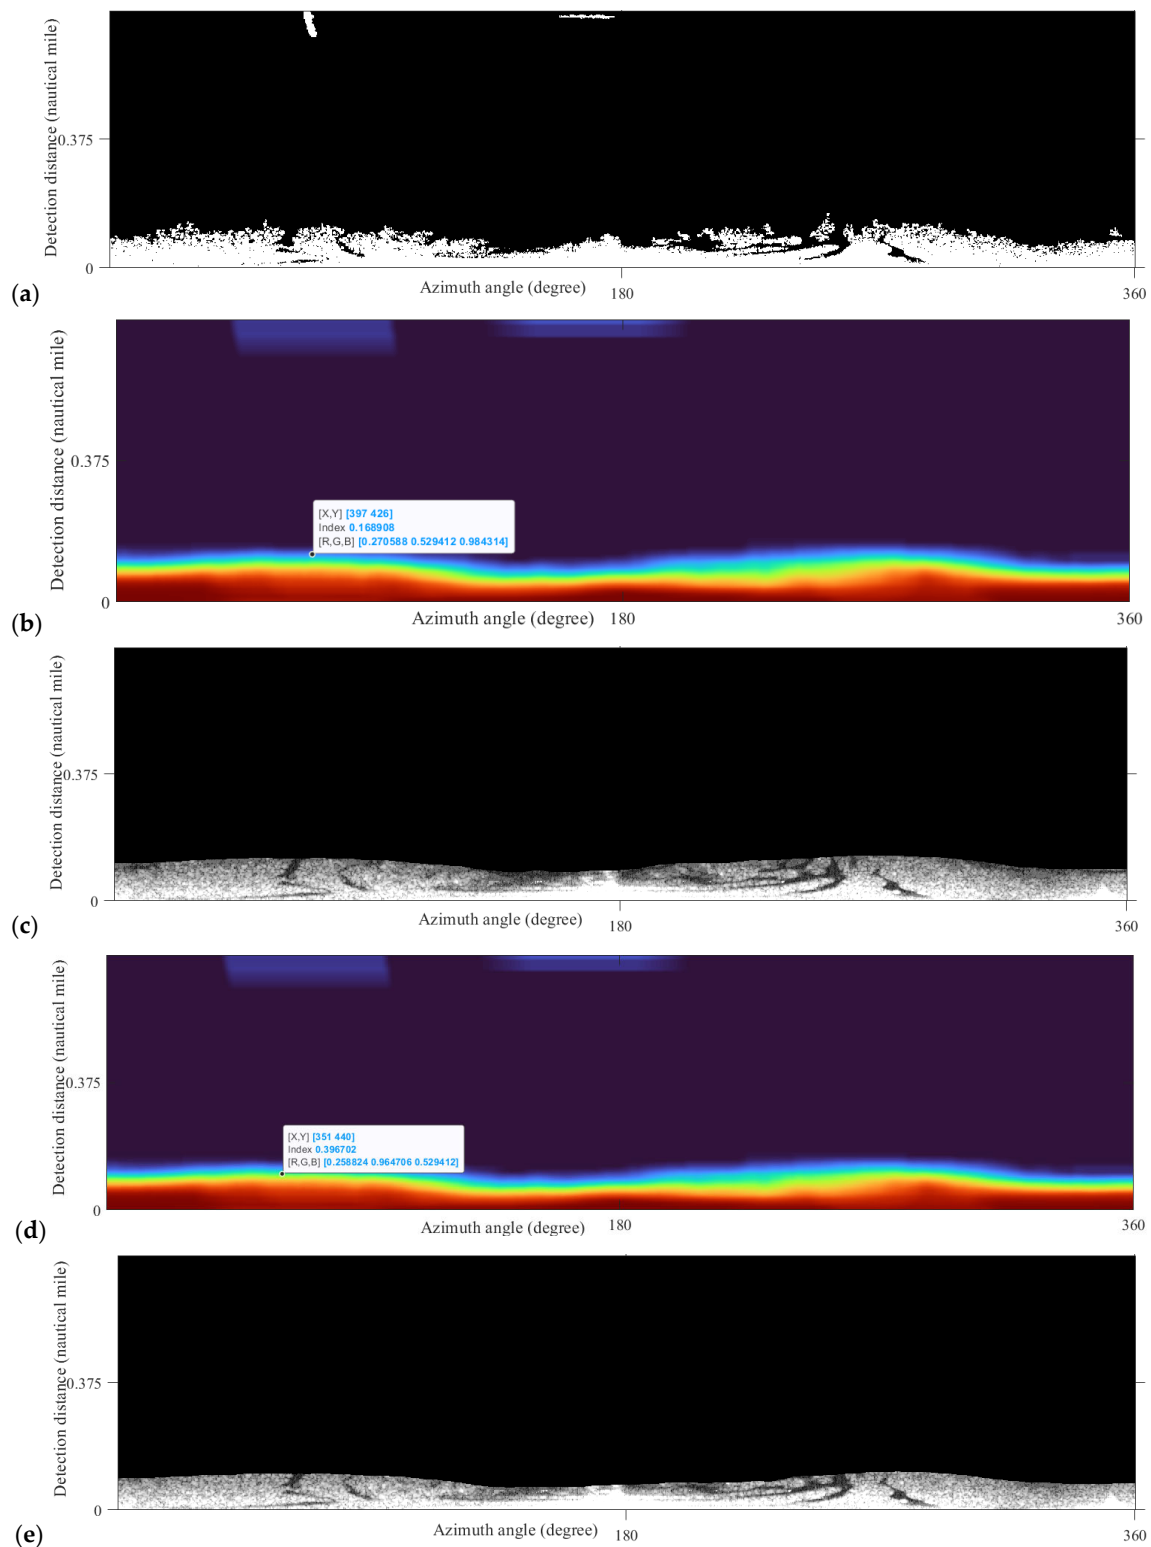 Detection distance (nautical mile)
0.375
0
Azimuth angle (degree)
180
360
(a)
Detection distance (nautical mile)
0.375
[X,Y] [397 426]
Index 0.168908
[R,G,B] [0.270588 0.529412 0.984314]
0
Azimuth angle (degree)
180
360
(b)
Detection distance (nautical mile)
0.375
0
Azimuth angle (degree)
180
360
(c)
Detection distance (nautical mile)
0.375
[X,Y] [351 440]
Index 0.396702
[R,G,B] [0.258824 0.964706 0.529412]
0
Azimuth angle (degree)
180
360
(d)
Detection distance (nautical mile)
0.375
0
Azimuth angle (degree)
180
360
(e)